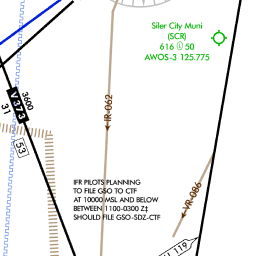 Siler City Muni
(SCR)
616 Ⓛ 50
AWOS-3 125.775
IR-062
3600
V373
31
53
IFR PILOTS PLANNING
TO FILE GSO TO CTF
AT 10000 MSL AND BELOW
BETWEEN 1100-0300 Z‡
SHOULD FILE GSO-SDZ-CTF
VR-086
119